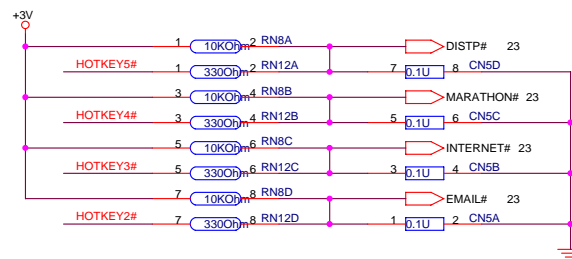 +3V
1 10KOhm 2 RN8A DISTP# 23
HOTKEY5# 1 330Ohm 2 RN12A 7 0.1U 8 CN5D
3 10KOhm 4 RN8B MARATHON# 23
HOTKEY4# 3 330Ohm 4 RN12B 5 0.1U 6 CN5C
5 10KOhm 6 RN8C INTERNET# 23
HOTKEY3# 5 330Ohm 6 RN12C 3 0.1U 4 CN5B
7 10KOhm 8 RN8D EMAIL# 23
HOTKEY2# 7 330Ohm 8 RN12D 1 0.1U 2 CN5A